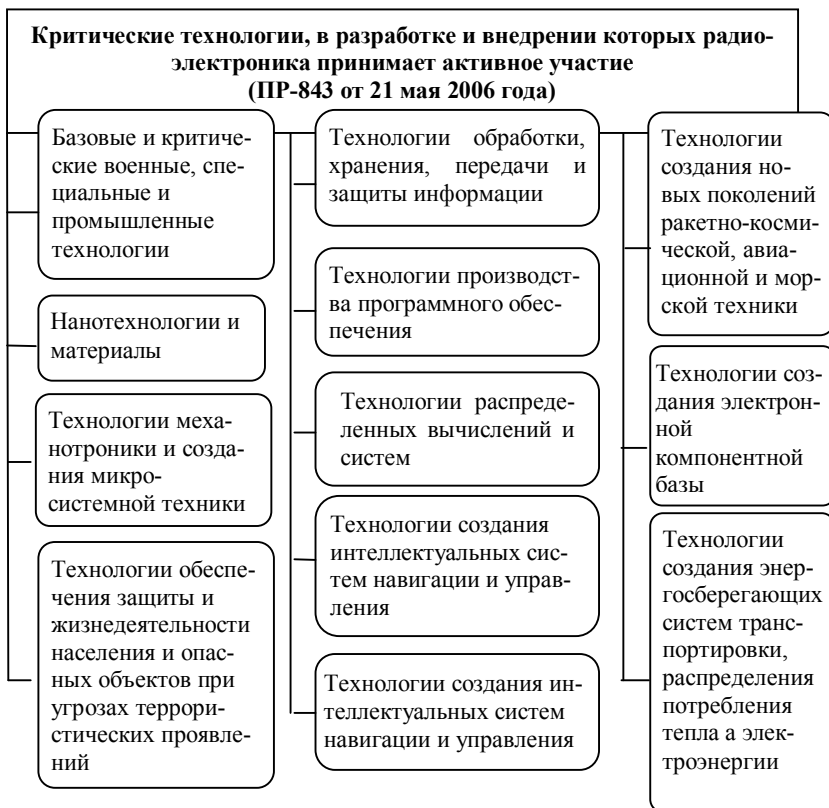 Критические технологии, в разработке и внедрении которых радио-
электроника принимает активное участие
(ПР-843 от 21 мая 2006 года)
Базовые и крити-
ческие военные, спе-
циальные и
промышленные
технологии
Нанотехнологии и
материалы
Технологии меха-
нотроники и созда-
ния микро-
системной техники
Технологии обеспе-
чения защиты и
жизнедеятельности
населения и опас-
ных объектов при
угрозах террори-
стических проявле-
ний
Технологии обработки,
хранения, передачи и
защиты информации
Технологии производст-
ва программного обес-
печения
Технологии распреде-
ленных вычислений и
систем
Технологии создания
интеллектуальных сис-
тем навигации и управ-
ления
Технологии создания ин-
теллектуальных систем
навигации и управления
Технологии
создания но-
вых поколений
ракетно-косми-
ческой, авиа-
ционной и мор-
ской техники
Технологии соз-
дания электрон-
ной
компонентной
базы
Технологии
создания энер-
госберегающих
систем транс-
портировки,
распределения
потребления
тепла а элек-
троэнергии